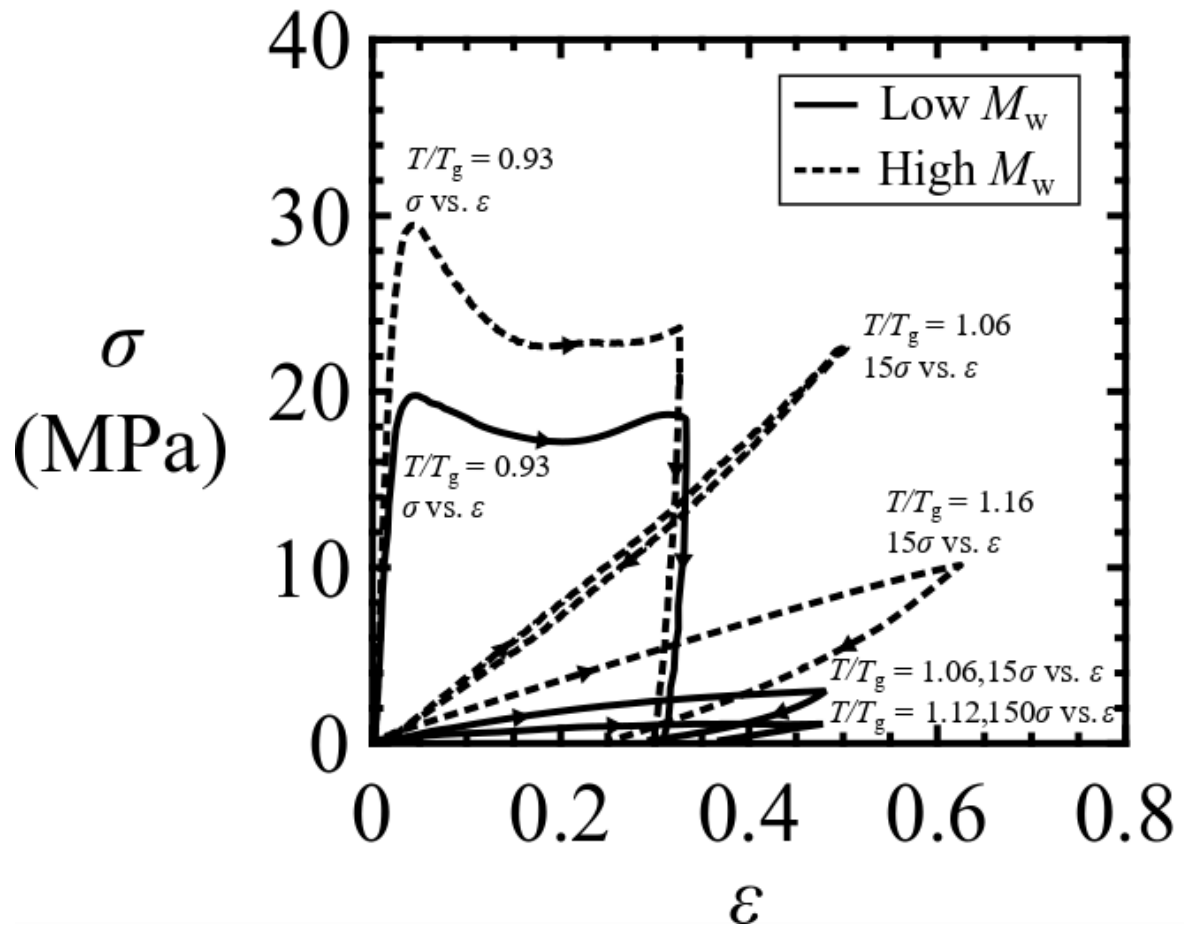 40
30
20
10
0
σ
(MPa)
Low Mw
High Mw
T/Tg = 0.93
σ vs. ε
T/Tg = 0.93
σ vs. ε
T/Tg = 1.06
15σ vs. ε
T/Tg = 1.16
15σ vs. ε
T/Tg = 1.06,15σ vs. ε
T/Tg = 1.12,150σ vs. ε
0 0.2 0.4 0.6 0.8
ε